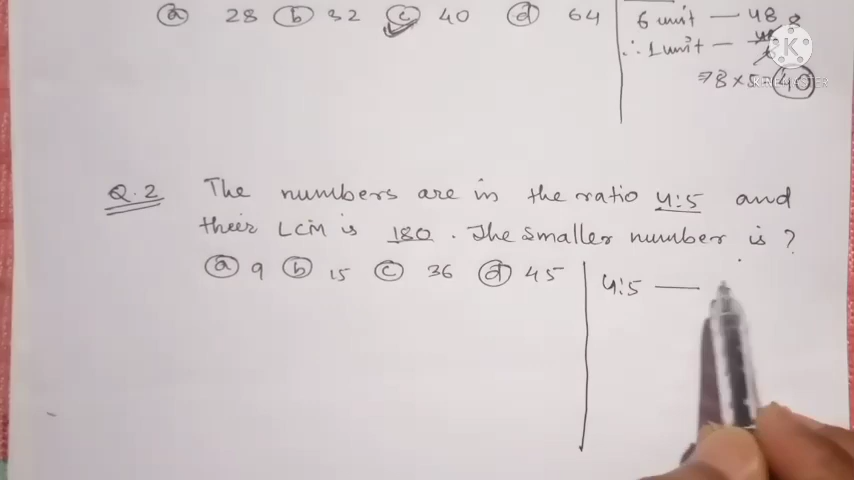 ⓐ 28 ⓑ 32 ⓒ 40 ⓓ 64
6 unit — 48 8
∴ 1 unit —
⇒ 8 × 5 = 40
K
Q.2 The numbers are in the ratio 4:5 and
their LCM is 180. The smaller number is ?
ⓐ 9 ⓑ 15 ⓒ 36 ⓓ 45
4:5 —